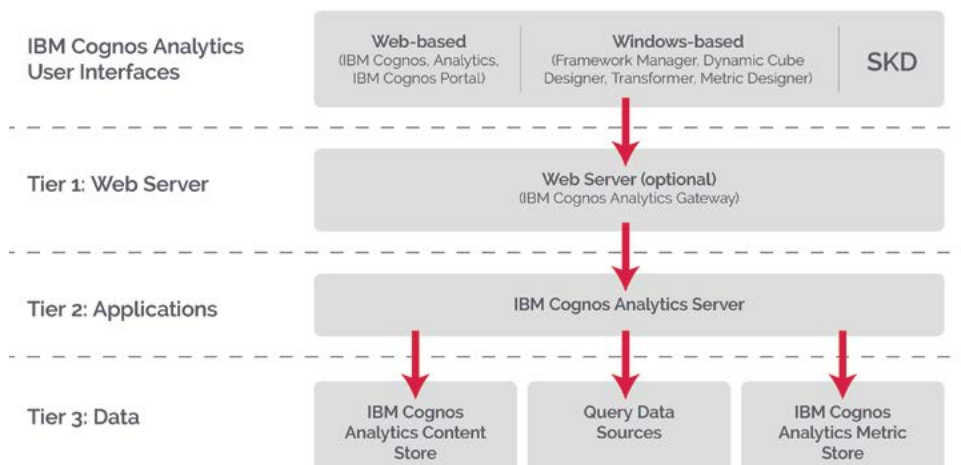 IBM Cognos Analytics
User Interfaces
Web-based
(IBM Cognos, Analytics,
IBM Cognos Portal)
Windows-based
(Framework Manager, Dynamic Cube
Designer, Transformer, Metric Designer)
SKD
Tier 1: Web Server
Web Server (optional)
(IBM Cognos Analytics Gateway)
Tier 2: Applications
IBM Cognos Analytics Server
Tier 3: Data
IBM Cognos
Analytics Content
Store
Query Data
Sources
IBM Cognos
Analytics Metric
Store